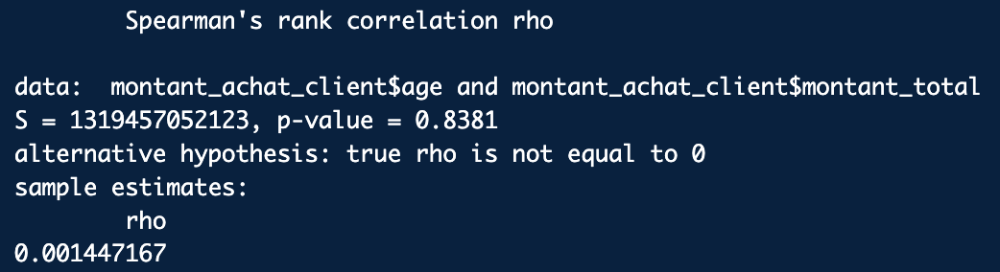 Spearman's rank correlation rho
data:  montant_achat_client$age and montant_achat_client$montant_total
S = 1319457052123, p-value = 0.8381
alternative hypothesis: true rho is not equal to 0
sample estimates:
rho
0.001447167